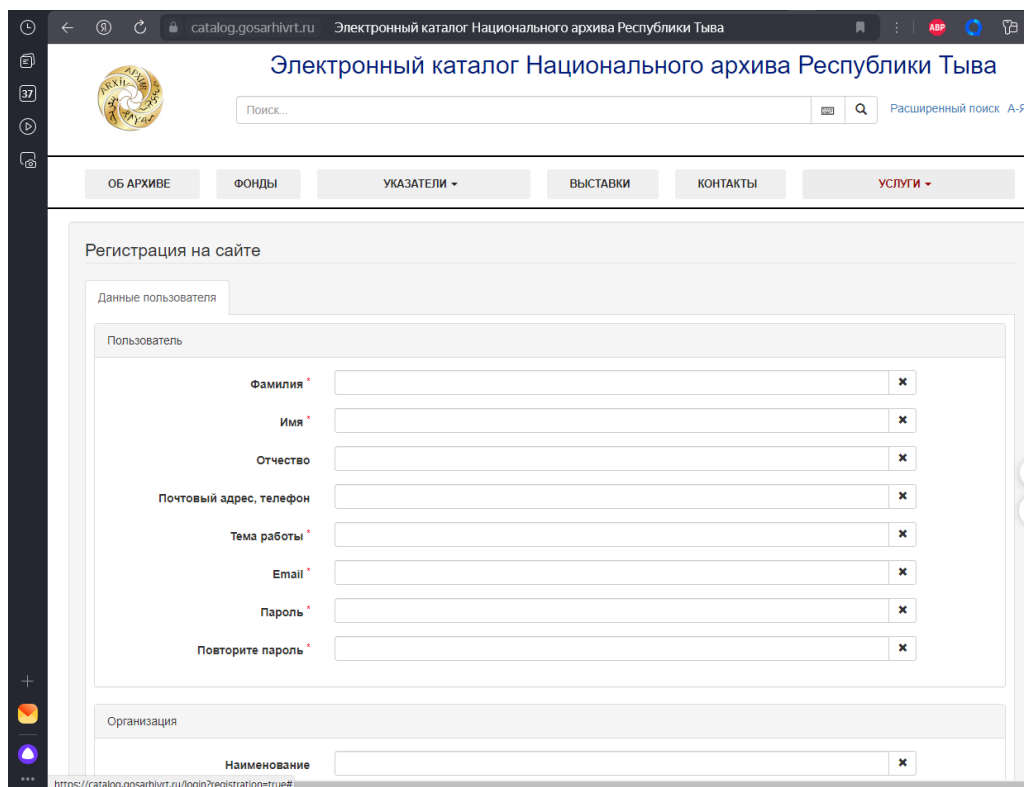 catalog.gosarhivrt.ru Электронный каталог Национального архива Республики Тыва
ABP
37
Электронный каталог Национального архива Республики Тыва
Поиск...
Расширенный поиск А-Я
ОБ АРХИВЕ ФОНДЫ УКАЗАТЕЛИ ВЫСТАВКИ КОНТАКТЫ УСЛУГИ
Регистрация на сайте
Данные пользователя
Пользователь
Фамилия *
Имя *
Отчество
Почтовый адрес, телефон
Тема работы *
Email *
Пароль *
Повторите пароль *
Организация
Наименование
https://catalog.gosarhivrt.ru/login?registration=true#